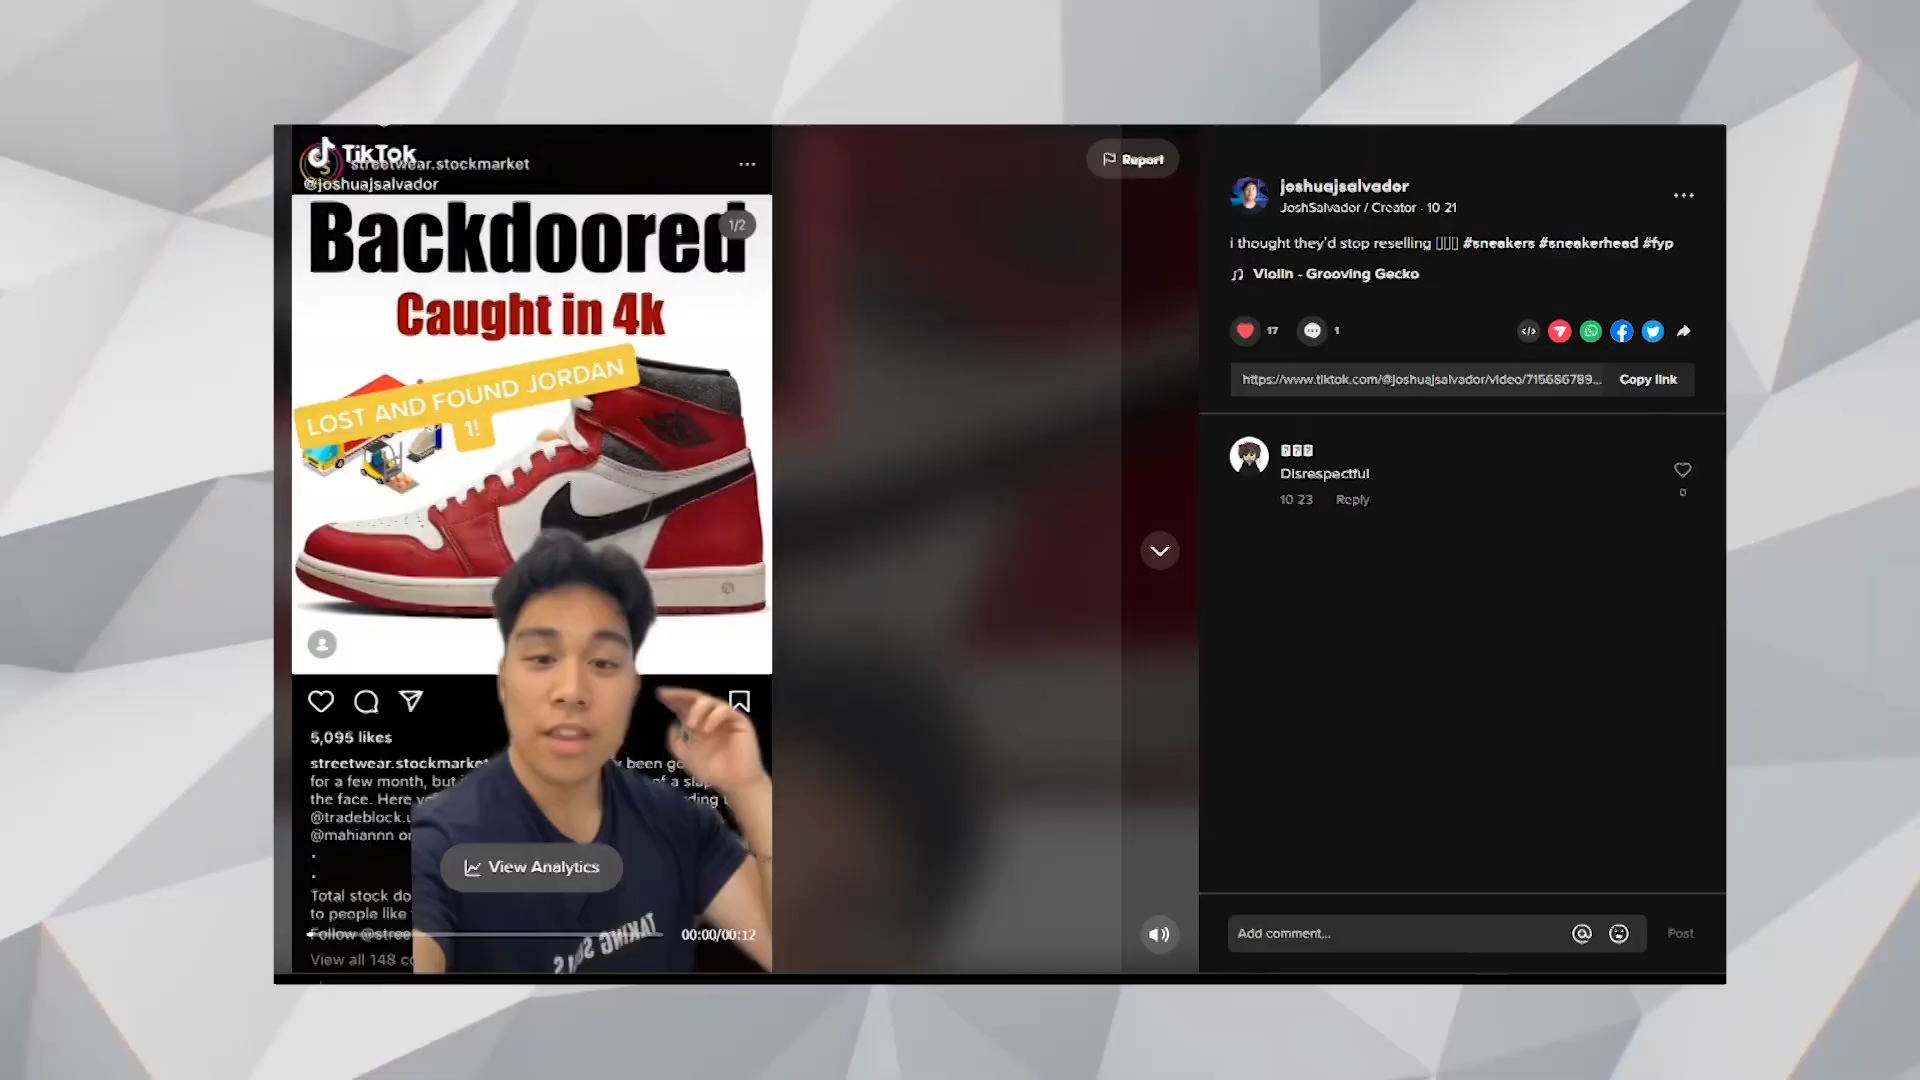 TikTok
streetwear.stockmarket
@joshuajsalvador
Backdoored
1/2
Caught in 4k
LOST AND FOUND JORDAN
1!
5,095 likes
streetwear.stockmarket
been
for a few month, but
of a
the face. Here
@mahiannn
Total stock
to people like
View all 148
View Analytics
TAKING
00:00/00:12
Report
joshuajsalvador
JoshSalvador / Creator · 10-21
i thought they'd stop reselling #sneakers #sneakerhead #fyp
Violin - Grooving Gecko
17
1
https://www.tiktok.com/@joshuajsalvador/video/715686789...
Copy link
Disrespectful
10-23 Reply
0
Add comment...
Post